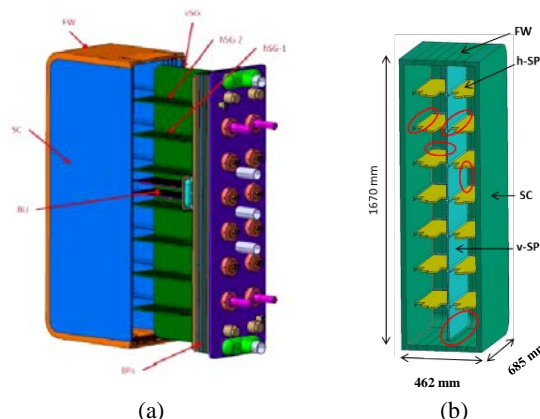 FW
vSG
hSG-2
hSG-1
SC
BU
BPs
(a)
FW
h-SP
1670 mm
SC
v-SP
685 mm
462 mm
(b)